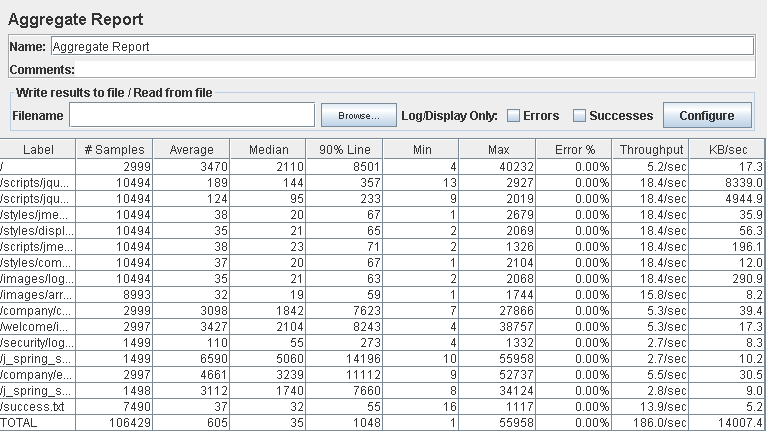 Aggregate Report
Name: Aggregate Report
Comments:
Write results to file / Read from file
Filename Browse... Log/Display Only: Errors Successes Configure
Label # Samples Average Median 90% Line Min Max Error % Throughput KB/sec
/ 2999 3470 2110 8501 4 40232 0.00% 5.2/sec 17.3
/scripts/jqu... 10494 189 144 357 13 2927 0.00% 18.4/sec 8339.0
/scripts/jqu... 10494 124 95 233 9 2019 0.00% 18.4/sec 4944.9
/styles/jme... 10494 38 20 67 1 2679 0.00% 18.4/sec 35.9
/styles/displ... 10494 35 21 65 2 2069 0.00% 18.4/sec 56.3
/scripts/jme... 10494 38 23 71 2 1326 0.00% 18.4/sec 196.1
/styles/com... 10494 37 20 67 1 2104 0.00% 18.4/sec 12.0
/images/log... 10494 35 21 63 2 2068 0.00% 18.4/sec 290.9
/images/arr... 8993 32 19 59 1 1744 0.00% 15.8/sec 8.2
/company/c... 2999 3098 1842 7623 7 27866 0.00% 5.3/sec 39.4
/welcome/i... 2997 3427 2104 8243 4 38757 0.00% 5.3/sec 17.3
/security/log... 1499 110 55 273 4 1332 0.00% 2.7/sec 8.3
/j_spring_s... 1499 6590 5060 14196 10 55958 0.00% 2.7/sec 10.2
/company/e... 2997 4661 3239 11112 9 52737 0.00% 5.5/sec 30.5
/j_spring_s... 1498 3112 1740 7660 8 34124 0.00% 2.8/sec 9.0
/success.txt 7490 37 32 55 16 1117 0.00% 13.9/sec 5.2
TOTAL 106429 605 35 1048 1 55958 0.00% 186.0/sec 14007.4